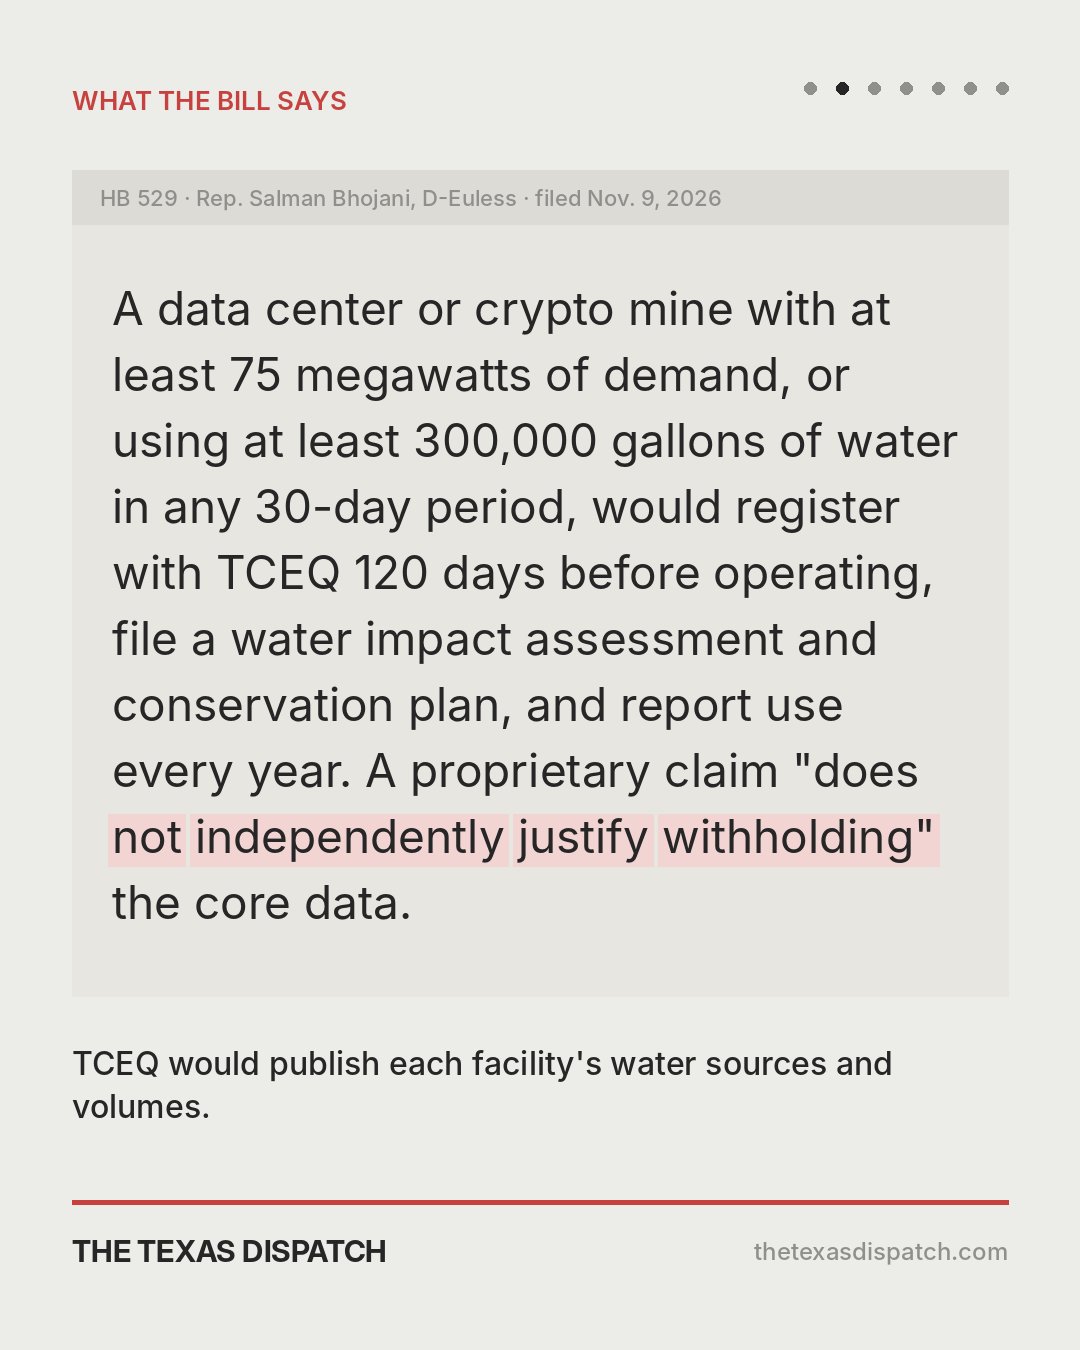 WHAT THE BILL SAYS
HB 529 · Rep. Salman Bhojani, D-Euless · filed Nov. 9, 2026
A data center or crypto mine with at
least 75 megawatts of demand, or
using at least 300,000 gallons of water
in any 30-day period, would register
with TCEQ 120 days before operating,
file a water impact assessment and
conservation plan, and report use
every year. A proprietary claim "does
not independently justify withholding"
the core data.
TCEQ would publish each facility's water sources and
volumes.
THE TEXAS DISPATCH
thetexasdispatch.com